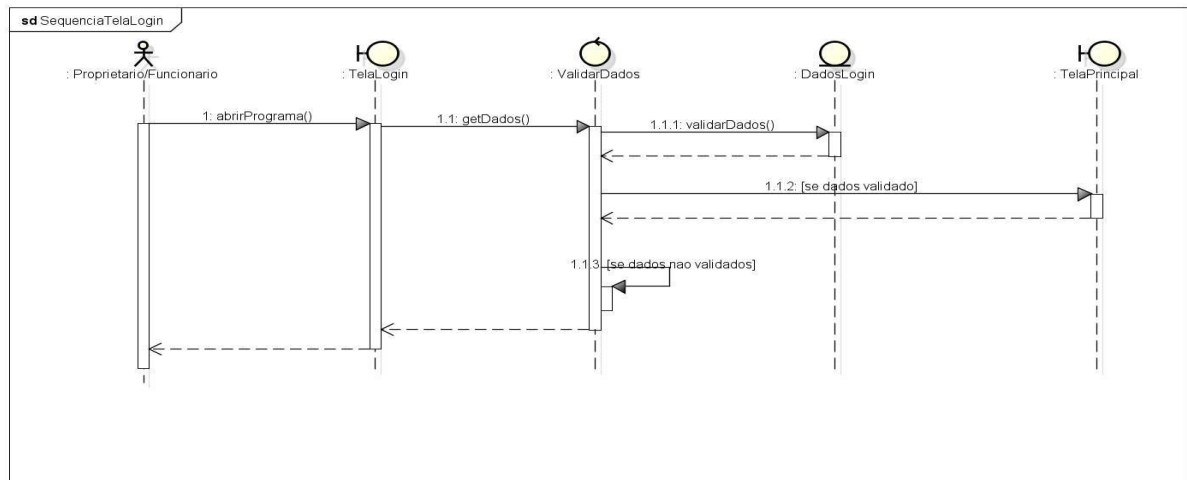 sd SequenciaTelaLogin
: Proprietario/Funcionario
: TelaLogin
: ValidarDados
: DadosLogin
: TelaPrincipal
1: abrirPrograma()
1.1: getDados()
1.1.1: validarDados()
1.1.2: [se dados validado]
1.1.3: [se dados nao validados]